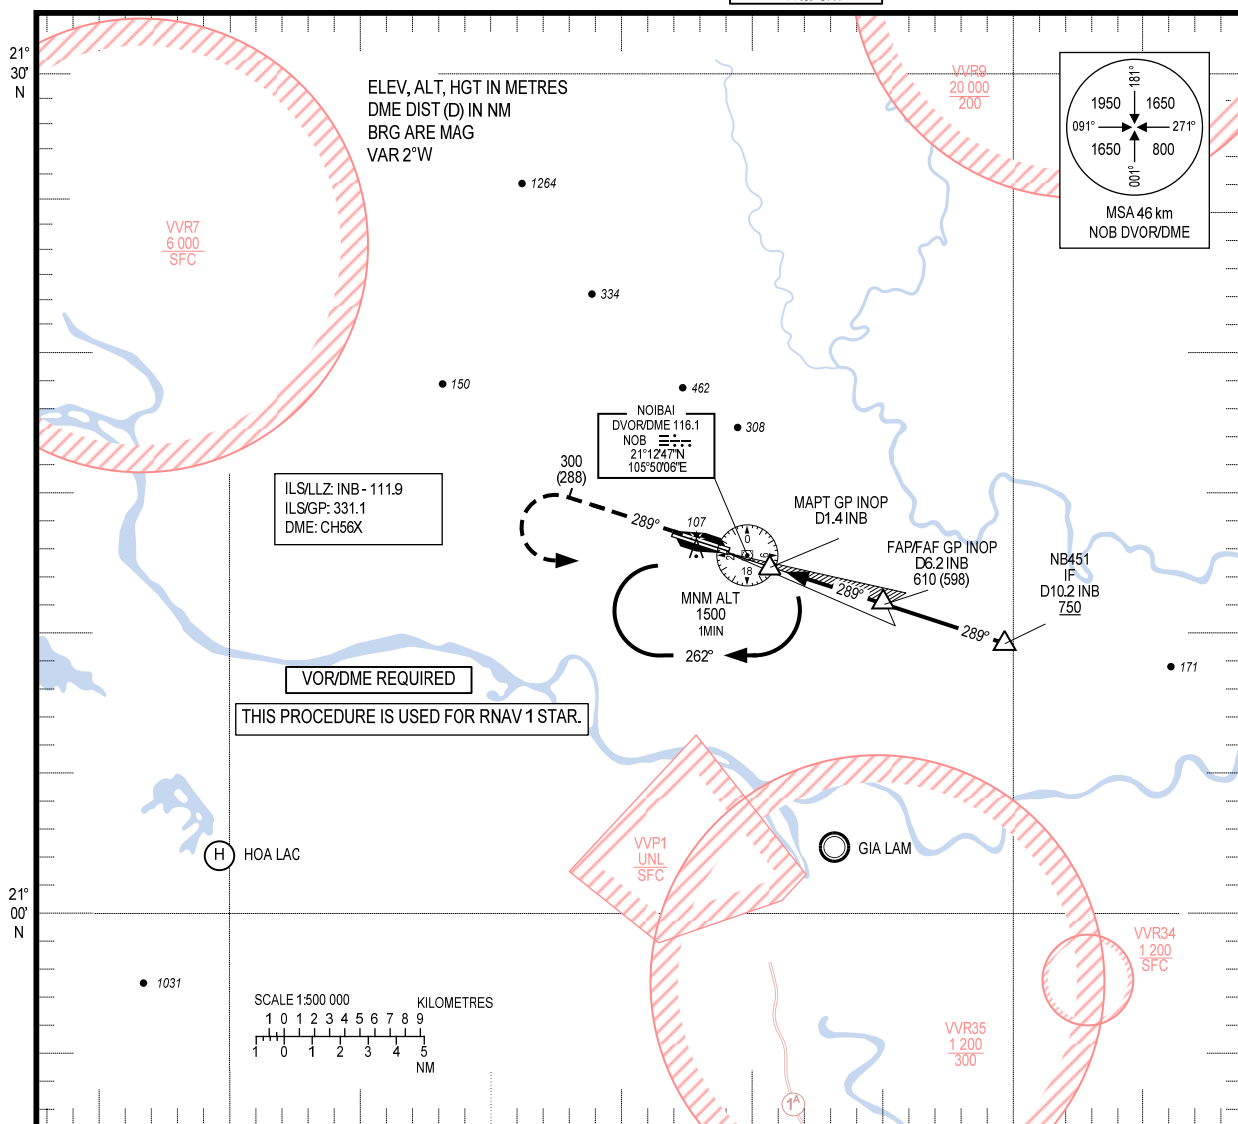 21°
30'
N
ELEV, ALT, HGT IN METRES
DME DIST (D) IN NM
BRG ARE MAG
VAR 2°W
VVR9
20 000
200
181°
1950
1650
091°
271°
1650
800
001°
MSA 46 km
NOB DVOR/DME
1264
VVR7
6 000
SFC
334
150
462
308
NOIBAI
DVOR/DME 116.1
NOB
21°12'47"N
105°50'06"E
300
(288)
ILS/LLZ: INB - 111.9
ILS/GP: 331.1
DME: CH56X
289°
107
0
18
MAPT GP INOP
D1.4 INB
FAP/FAF GP INOP
D6.2 INB
610 (598)
NB451
IF
D10.2 INB
750
289°
289°
MNM ALT
1500
1MIN
262°
171
VOR/DME REQUIRED
THIS PROCEDURE IS USED FOR RNAV 1 STAR.
VVP1
UNL
SFC
H
HOA LAC
GIA LAM
21°
00'
N
VVR34
1 200
SFC
1031
SCALE 1:500 000
KILOMETRES
1 0 1 2 3 4 5 6 7 8 9
1 0 1 2 3 4 5
NM
VVR35
1 200
300
1A